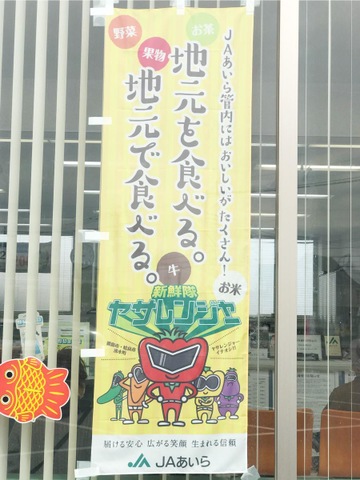 JAあいら管内にはおいしいがたくさん!
地元を食べる。
地元で食べる。
野菜
果物
お茶
牛
お米
新鮮隊
ヤサレンジャー
届ける安心 広がる笑顔 生まれる信頼
JAあいら